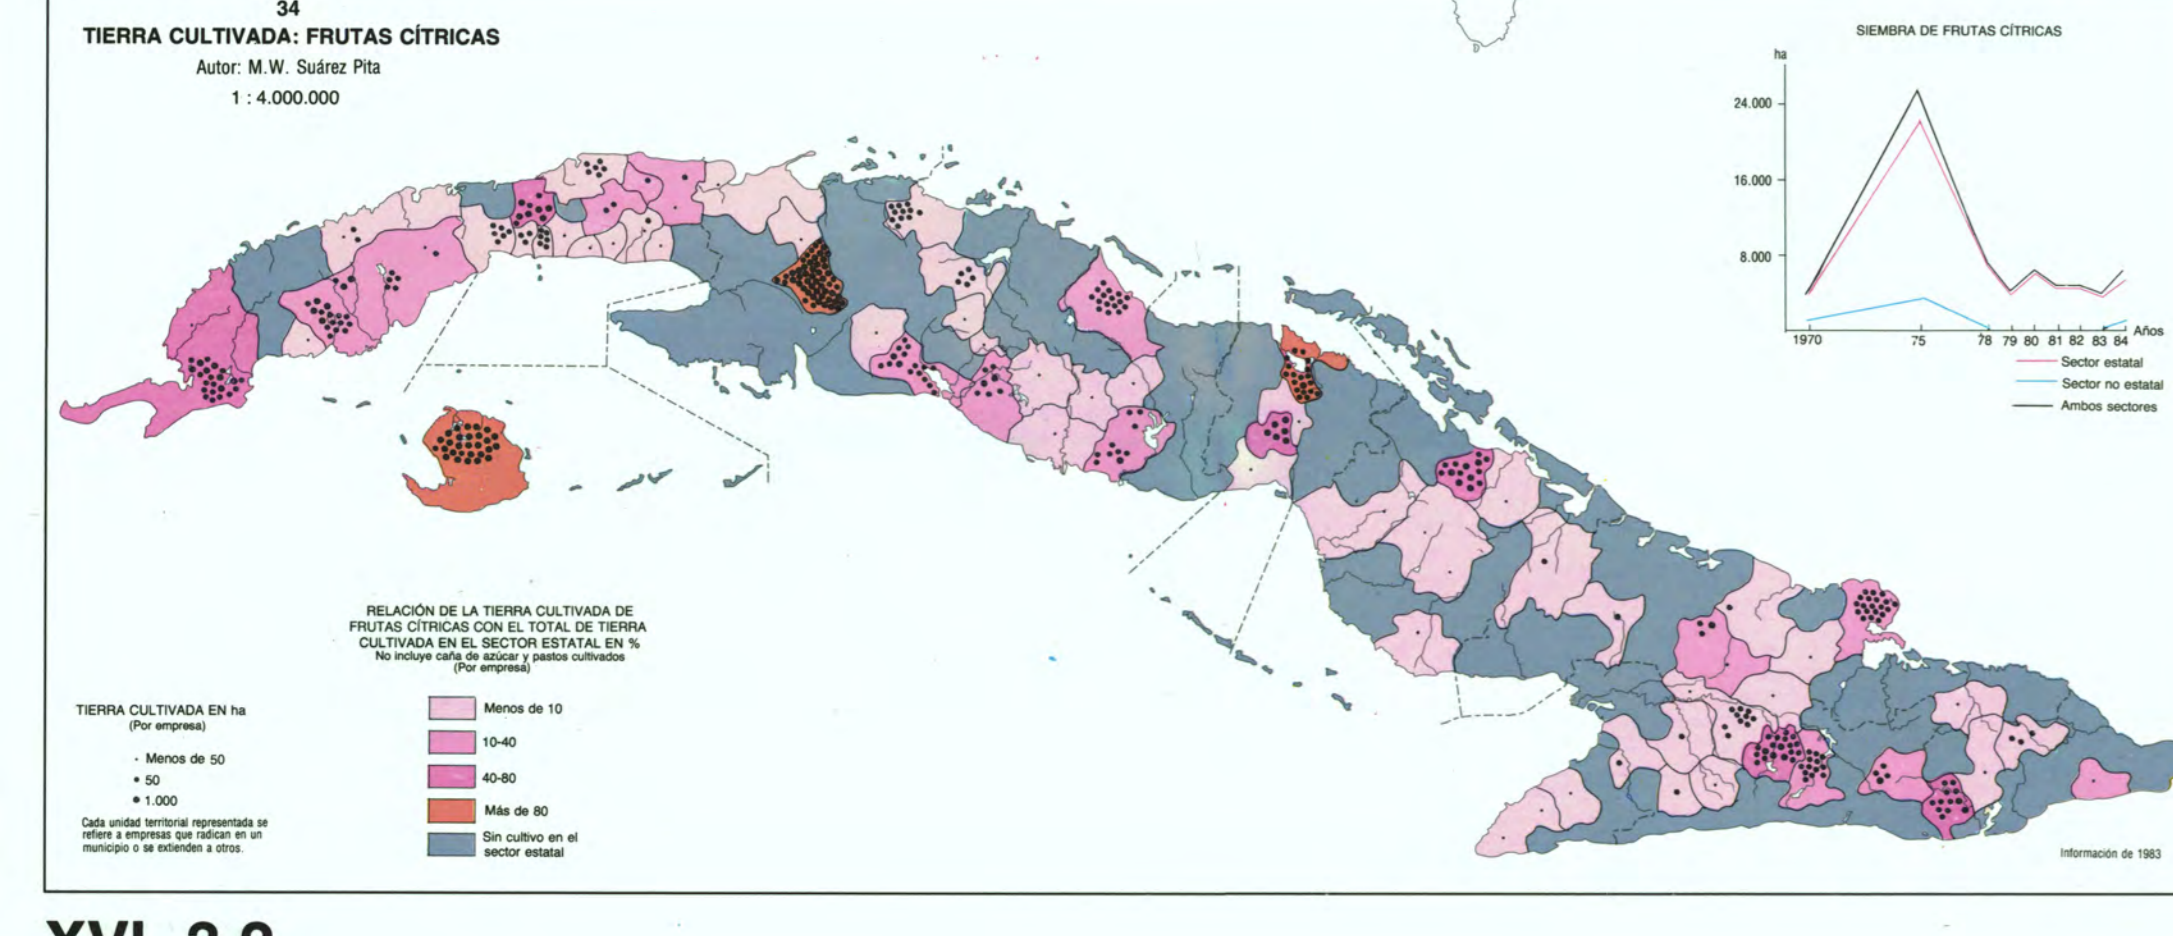 34
TIERRA CULTIVADA: FRUTAS CÍTRICAS
Autor: M.W. Suárez Pita
1 : 4.000.000
SIEMBRA DE FRUTAS CÍTRICAS
ha
24.000
16.000
8.000
1970 75 78 79 80 81 82 83 84 Años
Sector estatal
Sector no estatal
Ambos sectores
RELACIÓN DE LA TIERRA CULTIVADA DE
FRUTAS CÍTRICAS CON EL TOTAL DE TIERRA
CULTIVADA EN EL SECTOR ESTATAL EN %
No incluye caña de azúcar y pastos cultivados
(Por empresa)
Menos de 10
10-40
40-80
Más de 80
Sin cultivo en el
sector estatal
TIERRA CULTIVADA EN ha
(Por empresa)
Menos de 50
50
1.000
Cada unidad territorial representada se
refiere a empresas que radican en un
municipio o se extienden a otros.
Información de 1983